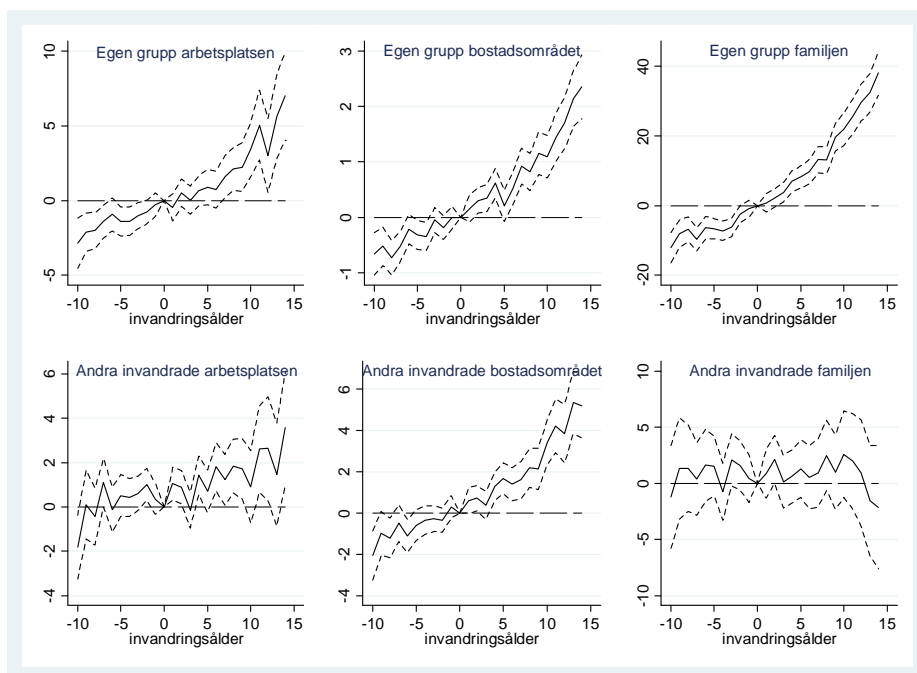 Egen grupp arbetsplatsen
10
5
0
-5
-10 -5 0 5 10 15
invandringsålder
Egen grupp bostadsområdet
3
2
1
0
-1
-10 -5 0 5 10 15
invandringsålder
Egen grupp familjen
40
20
0
-20
-10 -5 0 5 10 15
invandringsålder
Andra invandrade arbetsplatsen
6
4
2
0
-2
-4
-10 -5 0 5 10 15
invandringsålder
Andra invandrade bostadsområdet
6
4
2
0
-2
-4
-10 -5 0 5 10 15
invandringsålder
Andra invandrade familjen
10
5
0
-5
-10
-10 -5 0 5 10 15
invandringsålder